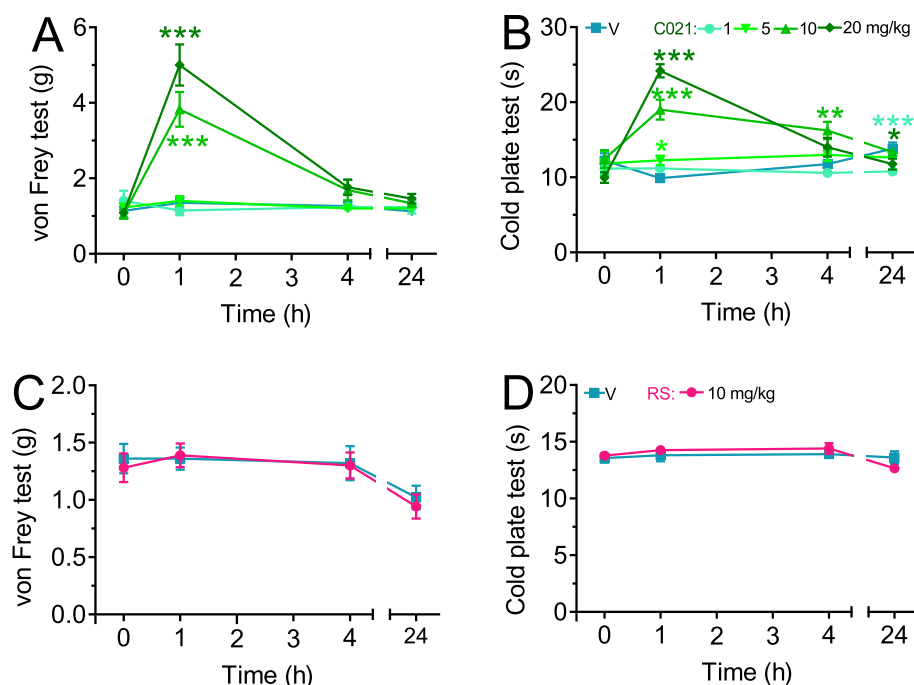 A
von Frey test (g)
6
4
2
0
***
***
0 1 2 3 4 24
Time (h)
B
V C021: 1 5 10 20 mg/kg
Cold plate test (s)
30
20
10
0
***
***
*
**
***
*
0 1 2 3 4 24
Time (h)
C
von Frey test (g)
2.0
1.5
1.0
0.5
0.0
0 1 2 3 4 24
Time (h)
D
V RS: 10 mg/kg
Cold plate test (s)
20
15
10
5
0
0 1 2 3 4 24
Time (h)